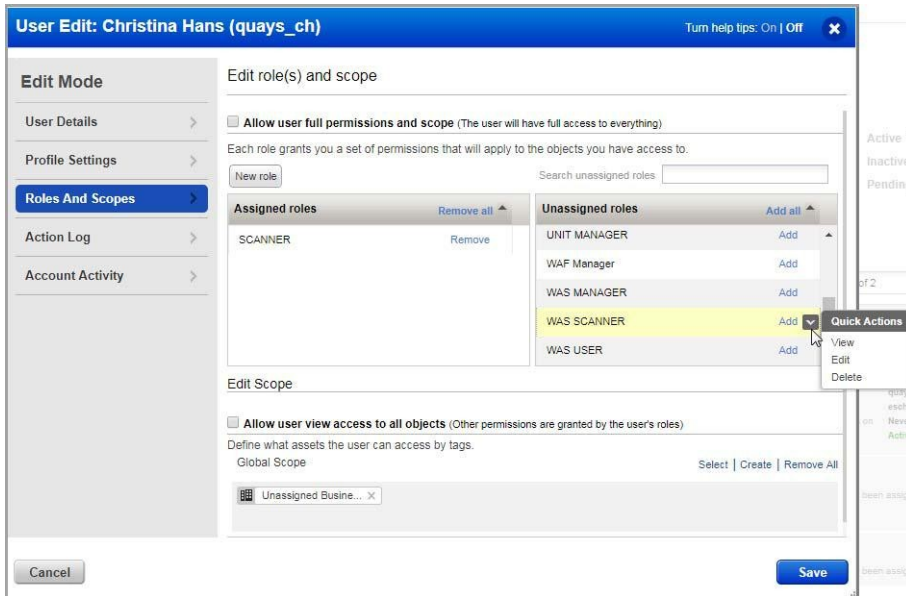 User Edit: Christina Hans (quays_ch)
Turn help tips: On | Off
Edit Mode
User Details
Profile Settings
Roles And Scopes
Action Log
Account Activity
Edit role(s) and scope
Allow user full permissions and scope (The user will have full access to everything)
Each role grants you a set of permissions that will apply to the objects you have access to.
New role
Search unassigned roles
Assigned roles Remove all
SCANNER Remove
Unassigned roles Add all
UNIT MANAGER Add
WAF Manager Add
WAS MANAGER Add
WAS SCANNER Add
WAS USER Add
Quick Actions
View
Edit
Delete
Edit Scope
Allow user view access to all objects (Other permissions are granted by the user's roles)
Define what assets the user can access by tags.
Global Scope
Select | Create | Remove All
Unassigned Busine...
Cancel
Save
Active
Inactive
of 2
been assig
been assig